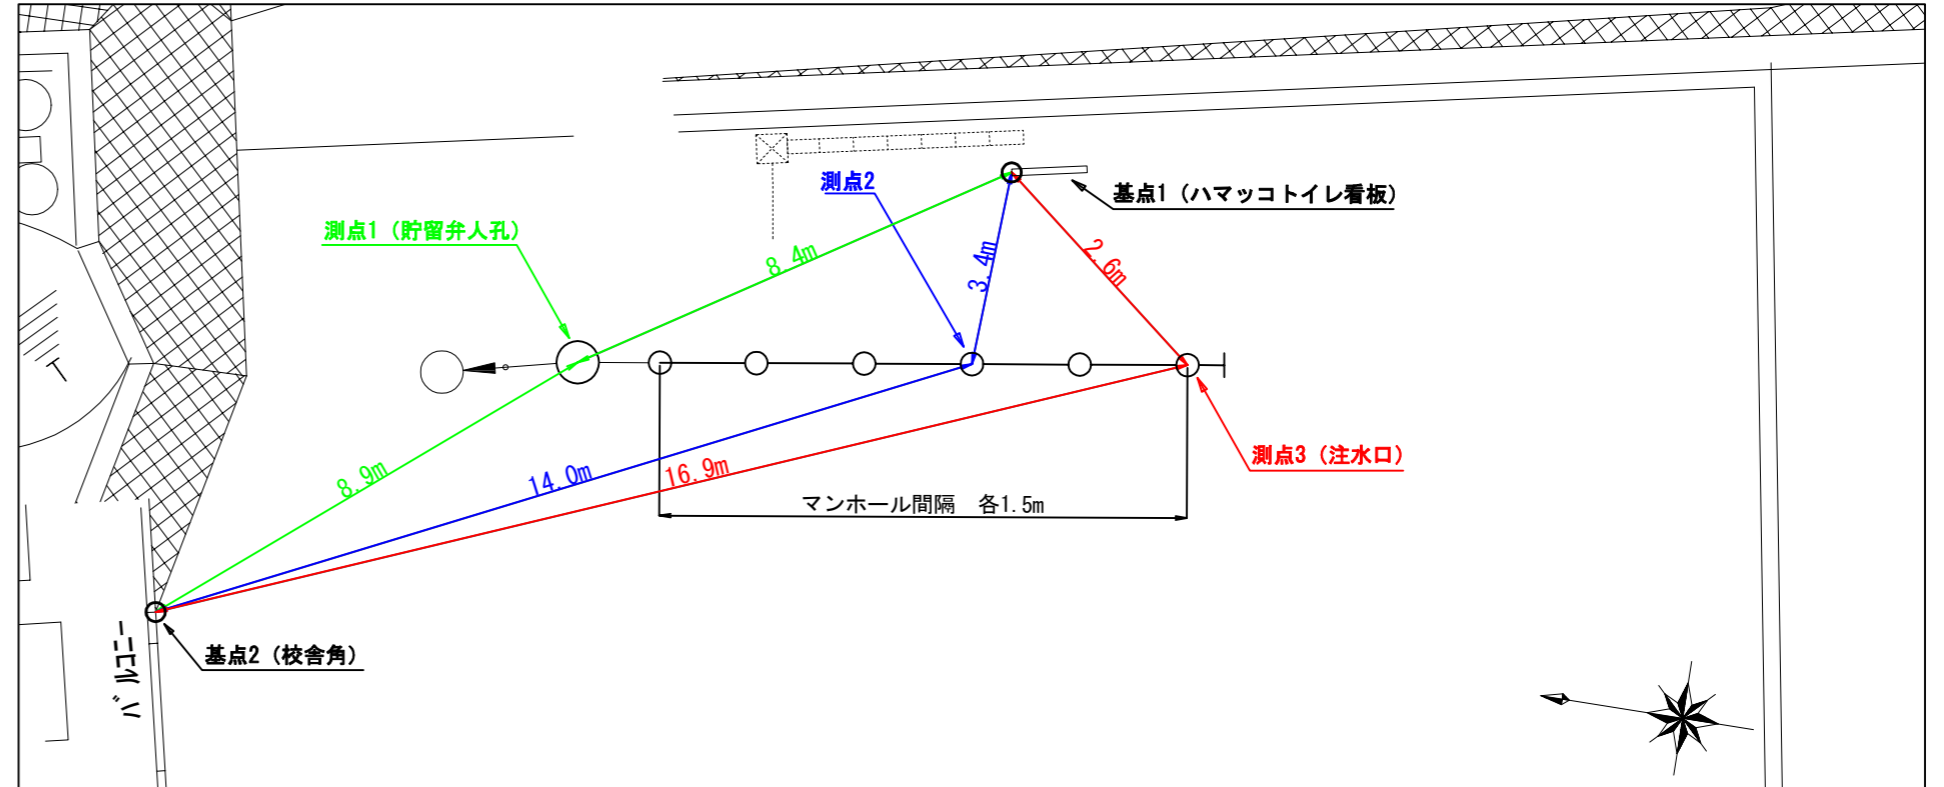 測点2
基点1（ハマッコトイレ看板）
測点1（貯留弁人孔）
8.4m
3.4m
2.6m
測点3（注水口）
8.9m
14.0m
16.9m
マンホール間隔　各1.5m
基点2（校舎角）
バルコニー